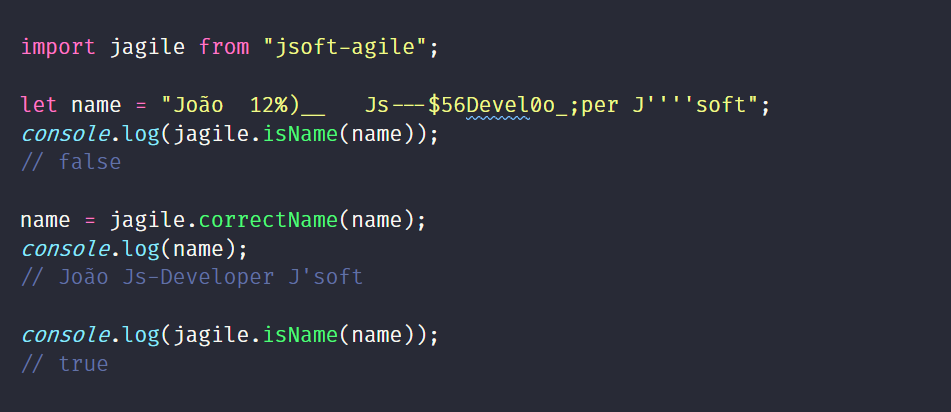 import jagile from "jsoft-agile";
let name = "João  12%)__   Js---$56Devel0o_;per J''''soft";
console.log(jagile.isName(name));
// false
name = jagile.correctName(name);
console.log(name);
// João Js-Developer J'soft
console.log(jagile.isName(name));
// true